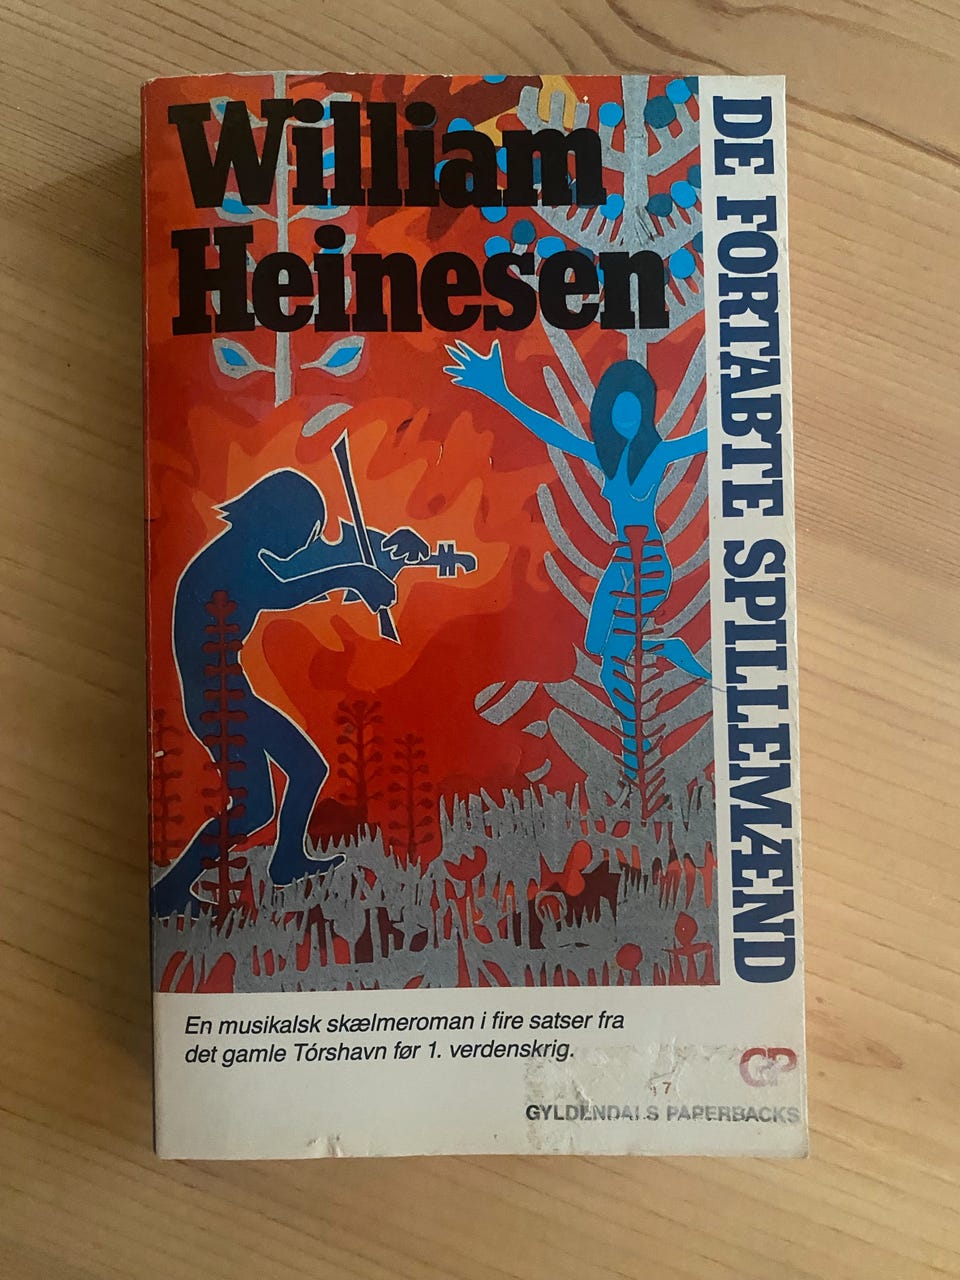 William
Heinesen
DE FORTABTE SPILLEMÆND
En musikalsk skælmeroman i fire satser fra
det gamle Tórshavn før 1. verdenskrig.
GP
7
GYLDENDALS PAPERBACKS